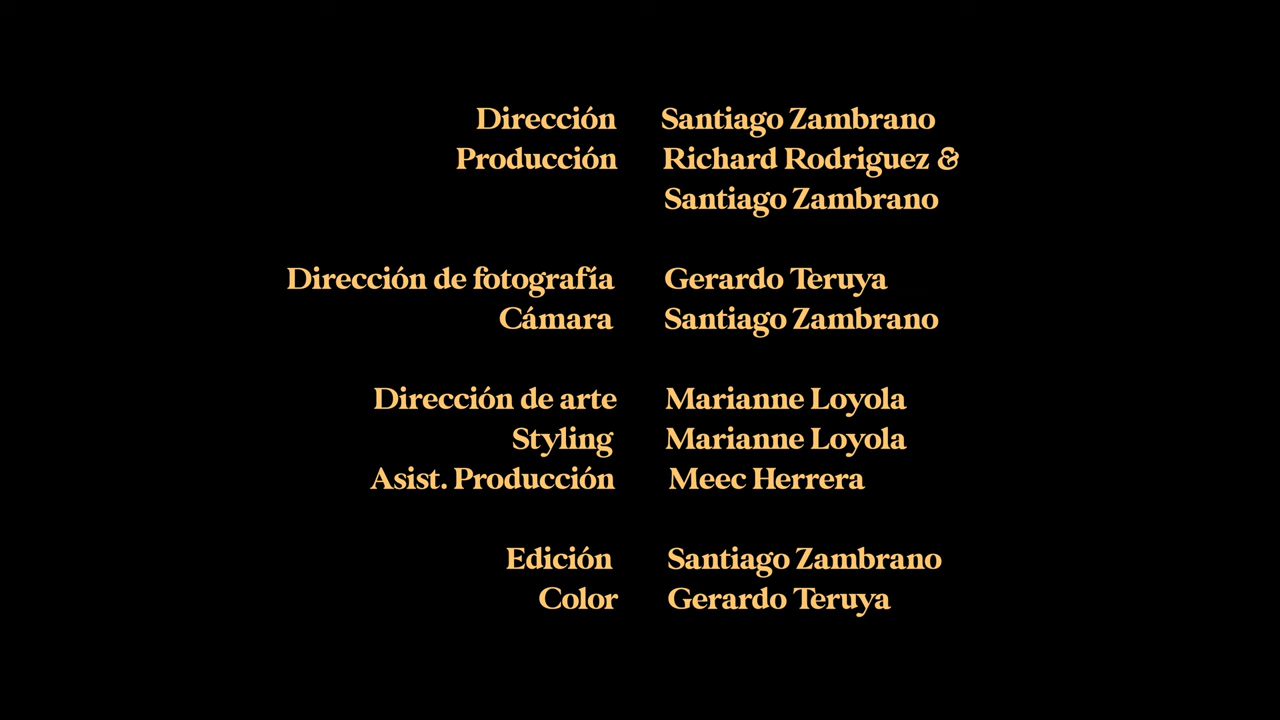 Dirección Santiago Zambrano
Producción Richard Rodriguez &
Santiago Zambrano
Dirección de fotografía Gerardo Teruya
Cámara Santiago Zambrano
Dirección de arte Marianne Loyola
Styling Marianne Loyola
Asist. Producción Meec Herrera
Edición Santiago Zambrano
Color Gerardo Teruya